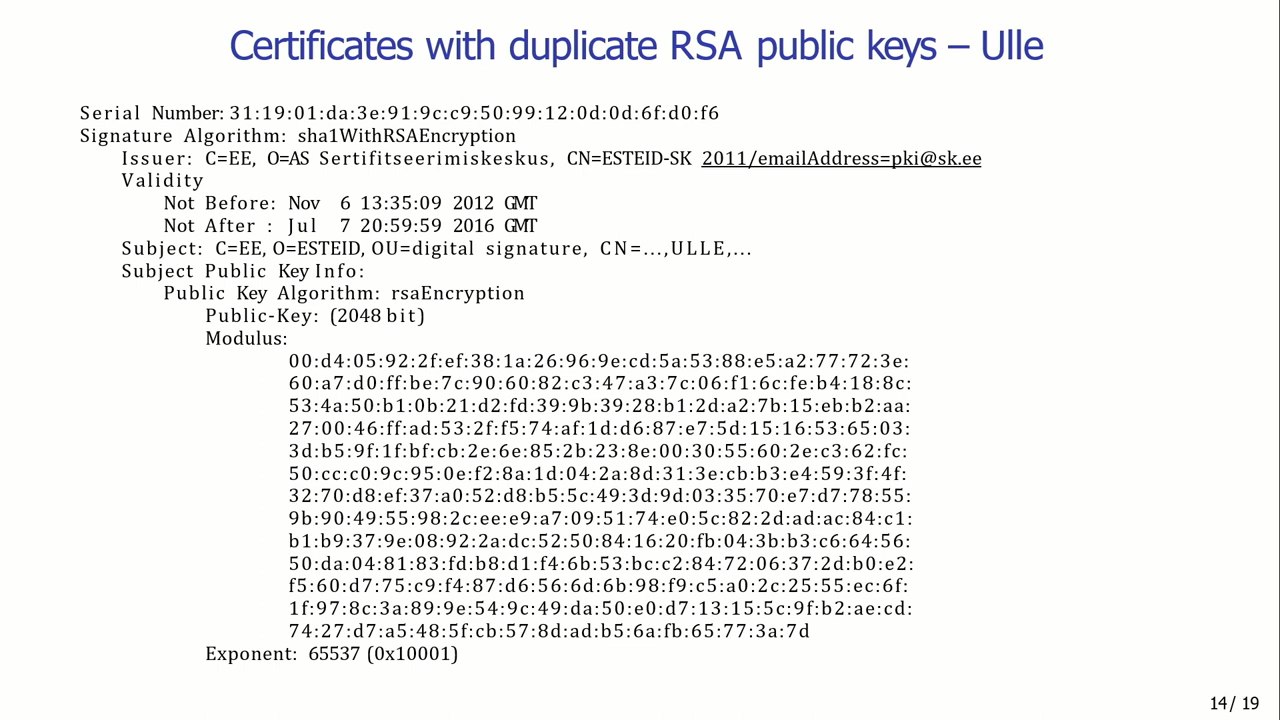 Certificates with duplicate RSA public keys – Ulle
Serial Number: 31:19:01:da:3e:91:9c:c9:50:99:12:0d:0d:6f:d0:f6
Signature Algorithm: sha1WithRSAEncryption
Issuer: C=EE, O=AS Sertifitseerimiskeskus, CN=ESTEID-SK 2011/emailAddress=pki@sk.ee
Validity
Not Before: Nov 6 13:35:09 2012 GMT
Not After : Jul 7 20:59:59 2016 GMT
Subject: C=EE, O=ESTEID, OU=digital signature, CN=...,ULLE,...
Subject Public Key Info:
Public Key Algorithm: rsaEncryption
Public-Key: (2048 bit)
Modulus:
00:d4:05:92:2f:ef:38:1a:26:96:9e:cd:5a:53:88:e5:a2:77:72:3e:
60:a7:d0:ff:be:7c:90:60:82:c3:47:a3:7c:06:f1:6c:fe:b4:18:8c:
53:4a:50:b1:0b:21:d2:fd:39:9b:39:28:b1:2d:a2:7b:15:eb:b2:aa:
27:00:46:ff:ad:53:2f:f5:74:af:1d:d6:87:e7:5d:15:16:53:65:03:
3d:b5:9f:1f:bf:cb:2e:6e:85:2b:23:8e:00:30:55:60:2e:c3:62:fc:
50:cc:c0:9c:95:0e:f2:8a:1d:04:2a:8d:31:3e:cb:b3:e4:59:3f:4f:
32:70:d8:ef:37:a0:52:d8:b5:5c:49:3d:9d:03:35:70:e7:d7:78:55:
9b:90:49:55:98:2c:ee:e9:a7:09:51:74:e0:5c:82:2d:ad:ac:84:c1:
b1:b9:37:9e:08:92:2a:dc:52:50:84:16:20:fb:04:3b:b3:c6:64:56:
50:da:04:81:83:fd:b8:d1:f4:6b:53:bc:c2:84:72:06:37:2d:b0:e2:
f5:60:d7:75:c9:f4:87:d6:56:6d:6b:98:f9:c5:a0:2c:25:55:ec:6f:
1f:97:8c:3a:89:9e:54:9c:49:da:50:e0:d7:13:15:5c:9f:b2:ae:cd:
74:27:d7:a5:48:5f:cb:57:8d:ad:b5:6a:fb:65:77:3a:7d
Exponent: 65537 (0x10001)
14/ 19